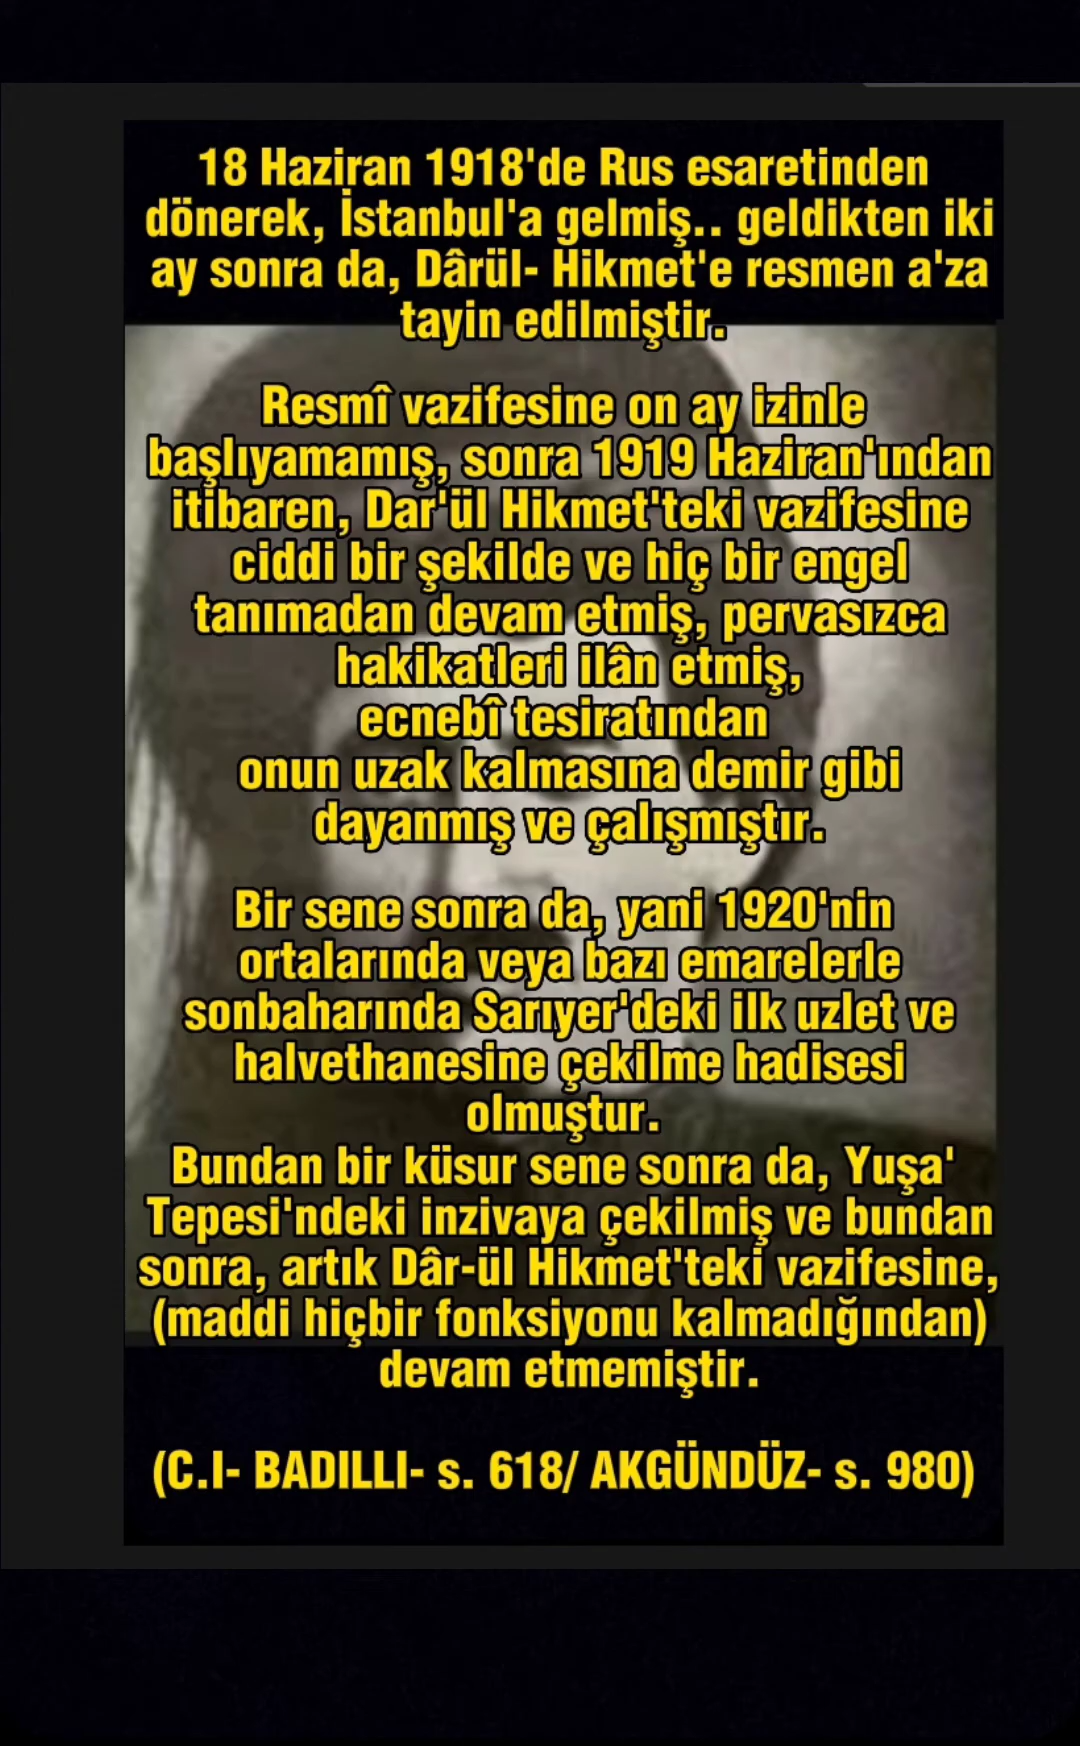 18 Haziran 1918'de Rus esaretinden
dönerek, İstanbul'a gelmiş.. geldikten iki
ay sonra da, Dârül- Hikmet'e resmen a'za
tayin edilmiştir.
Resmî vazifesine on ay izinle
başlıyamamış, sonra 1919 Haziran'ından
itibaren, Dar'ül Hikmet'teki vazifesine
ciddi bir şekilde ve hiç bir engel
tanımadan devam etmiş, pervasızca
hakikatleri ilân etmiş,
ecnebî tesiratından
onun uzak kalmasına demir gibi
dayanmış ve çalışmıştır.
Bir sene sonra da, yani 1920'nin
ortalarında veya bazı emarelerle
sonbaharında Sarıyer'deki ilk uzlet ve
halvethanesine çekilme hadisesi
olmuştur.
Bundan bir küsur sene sonra da, Yuşa'
Tepesi'ndeki inzivaya çekilmiş ve bundan
sonra, artık Dâr-ül Hikmet'teki vazifesine,
(maddi hiçbir fonksiyonu kalmadığından)
devam etmemiştir.
(C.I- BADILLI- s. 618/ AKGÜNDÜZ- s. 980)